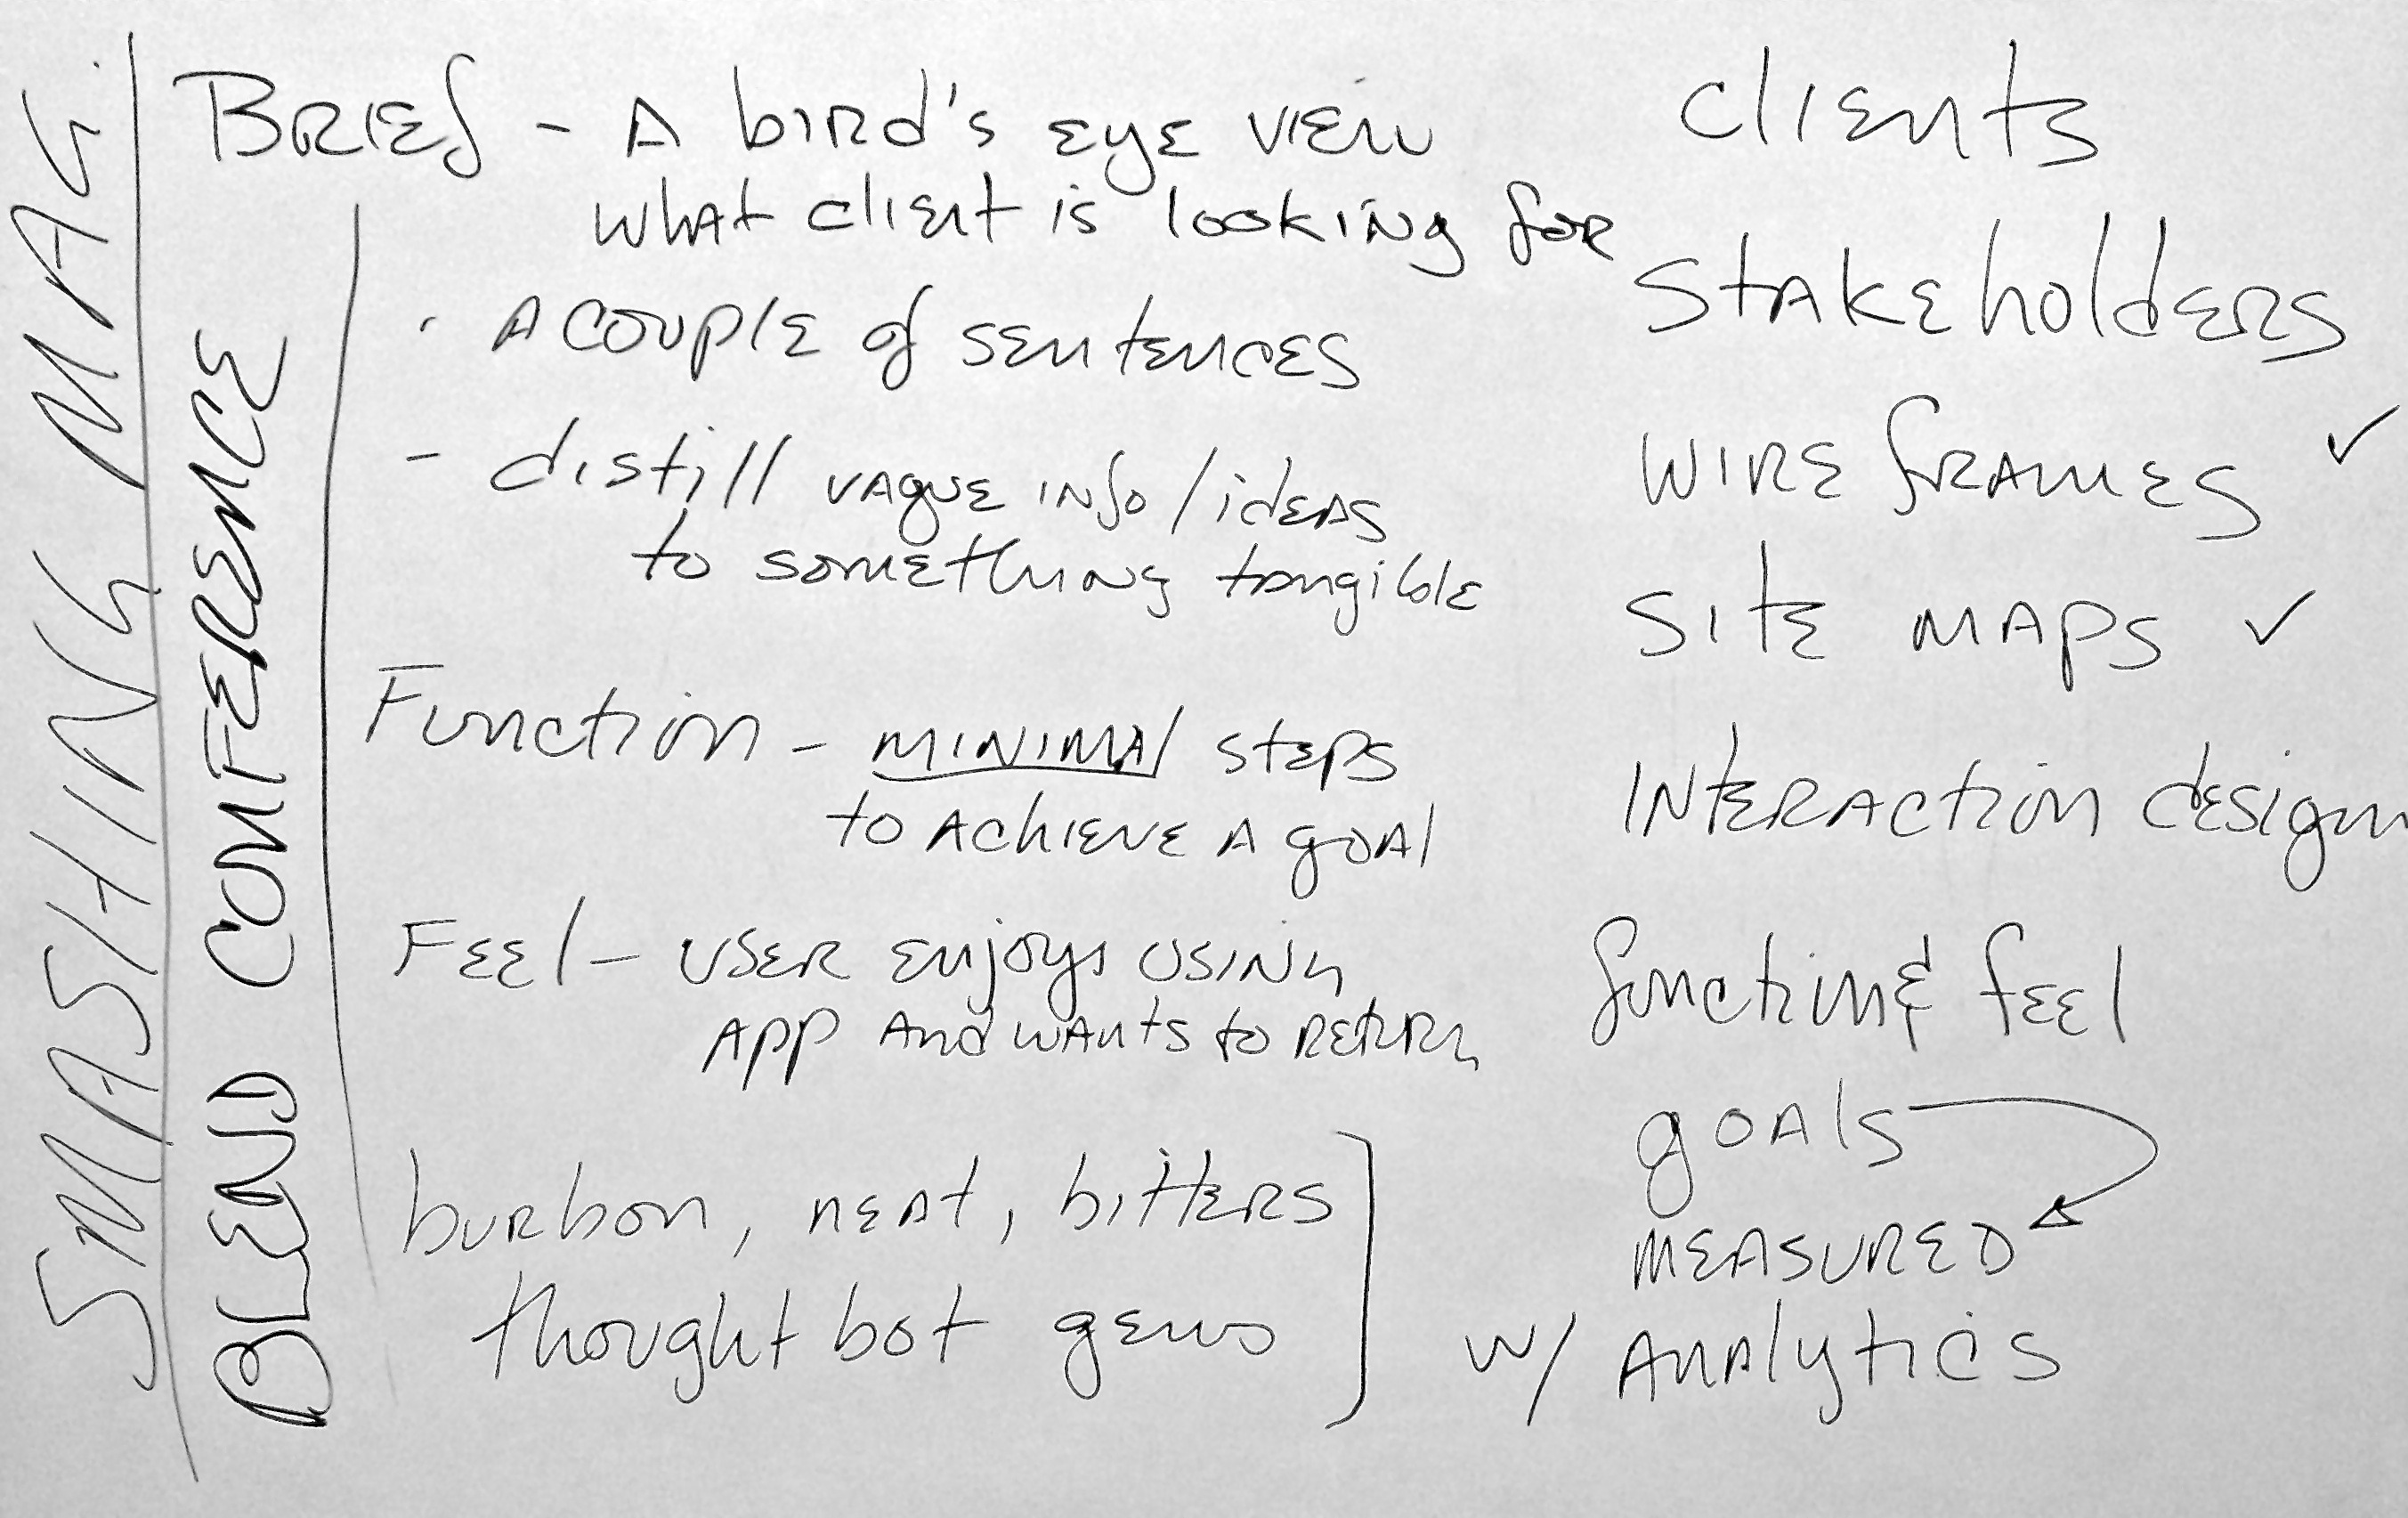 SMASHING MAG.
BLEND CONFERENCE
BRIEF - A bIRD's EYE VIEW
WHAT CLIENT is looking for
· A COUPLE of SENTENCES
- distill VAGUE INfo/idEAS
to SOMETHING tangible
Function - MINIMAl StEPS
to ACHIEVE A goAl
FEEl - USER ENjoys USING
APP And WANtS to REtURN
burbon, NEAt, bittERS
thought bot gems
cliENtS
StAKEholdERS
WIRE fRAMES ✓
SITE MAPS ✓
INtERACtion dESign
function & fEEl
goAlS
MEASURED
w/ ANAlyticS